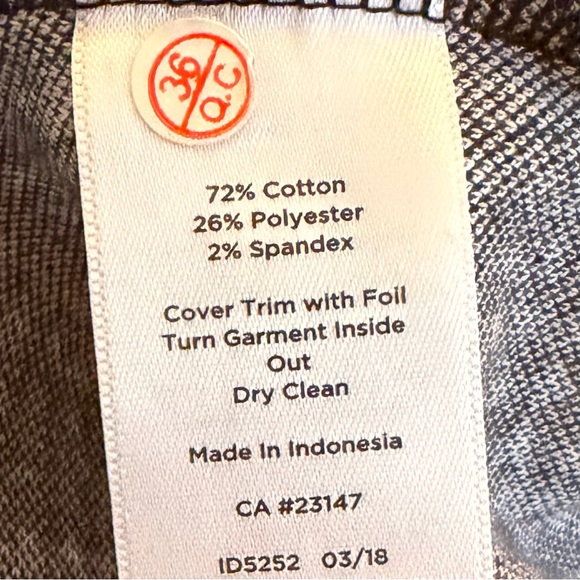 36
Q.C
72% Cotton
26% Polyester
2% Spandex
Cover Trim with Foil
Turn Garment Inside
Out
Dry Clean
Made In Indonesia
CA #23147
ID5252 03/18